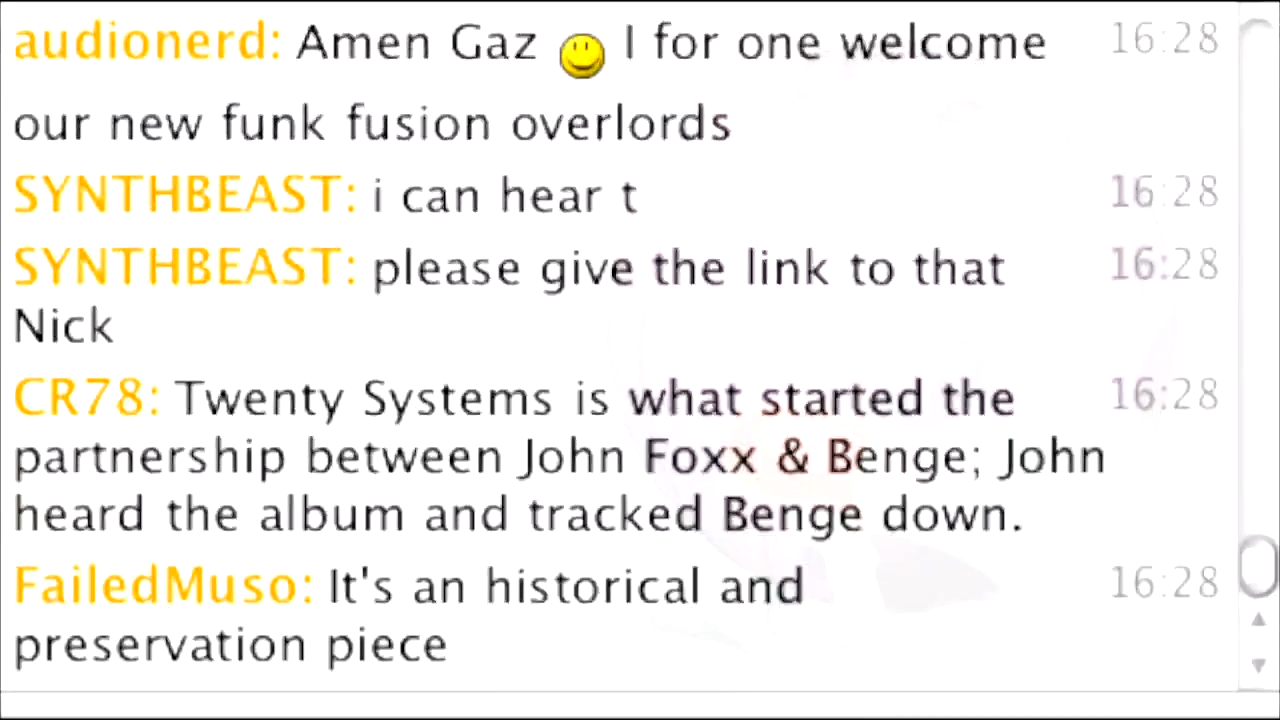 audionerd: Amen Gaz I for one welcome 16:28
our new funk fusion overlords
SYNTHBEAST: i can hear t 16:28
SYNTHBEAST: please give the link to that 16:28
Nick
CR78: Twenty Systems is what started the 16:28
partnership between John Foxx & Benge; John
heard the album and tracked Benge down.
FailedMuso: It's an historical and 16:28
preservation piece